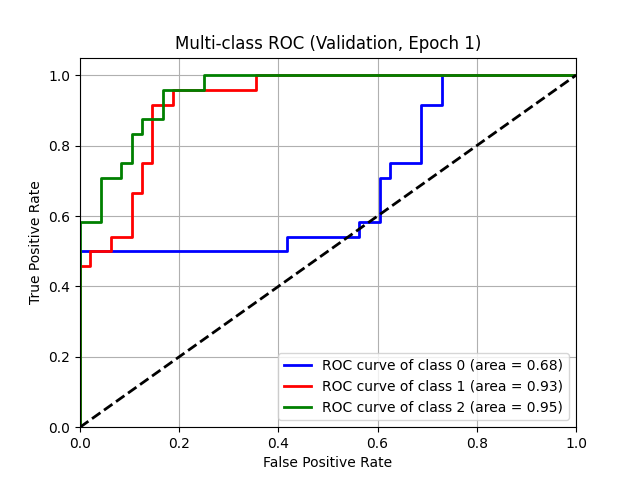 Multi-class ROC (Validation, Epoch 1)
1.0
0.8
0.6
0.4
0.2
0.0
True Positive Rate
ROC curve of class 0 (area = 0.68)
ROC curve of class 1 (area = 0.93)
ROC curve of class 2 (area = 0.95)
0.0 0.2 0.4 0.6 0.8 1.0
False Positive Rate